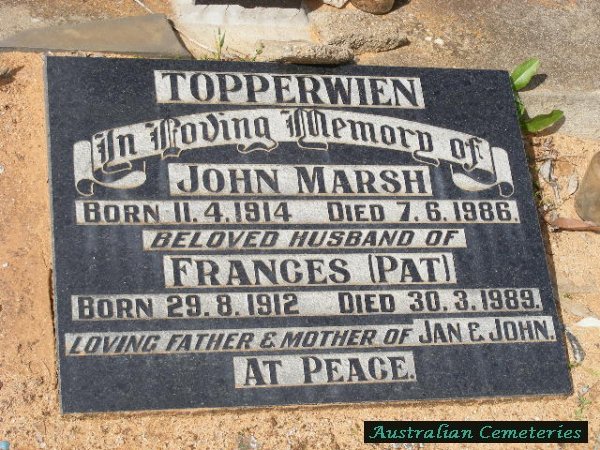 TOPPERWIEN
In Loving Memory of
JOHN MARSH
BORN 11.4.1914 DIED 7.6.1986.
BELOVED HUSBAND OF
FRANCES (PAT)
BORN 29.8.1912 DIED 30.3.1989.
LOVING FATHER & MOTHER OF JAN & JOHN.
AT PEACE.
Australian Cemeteries